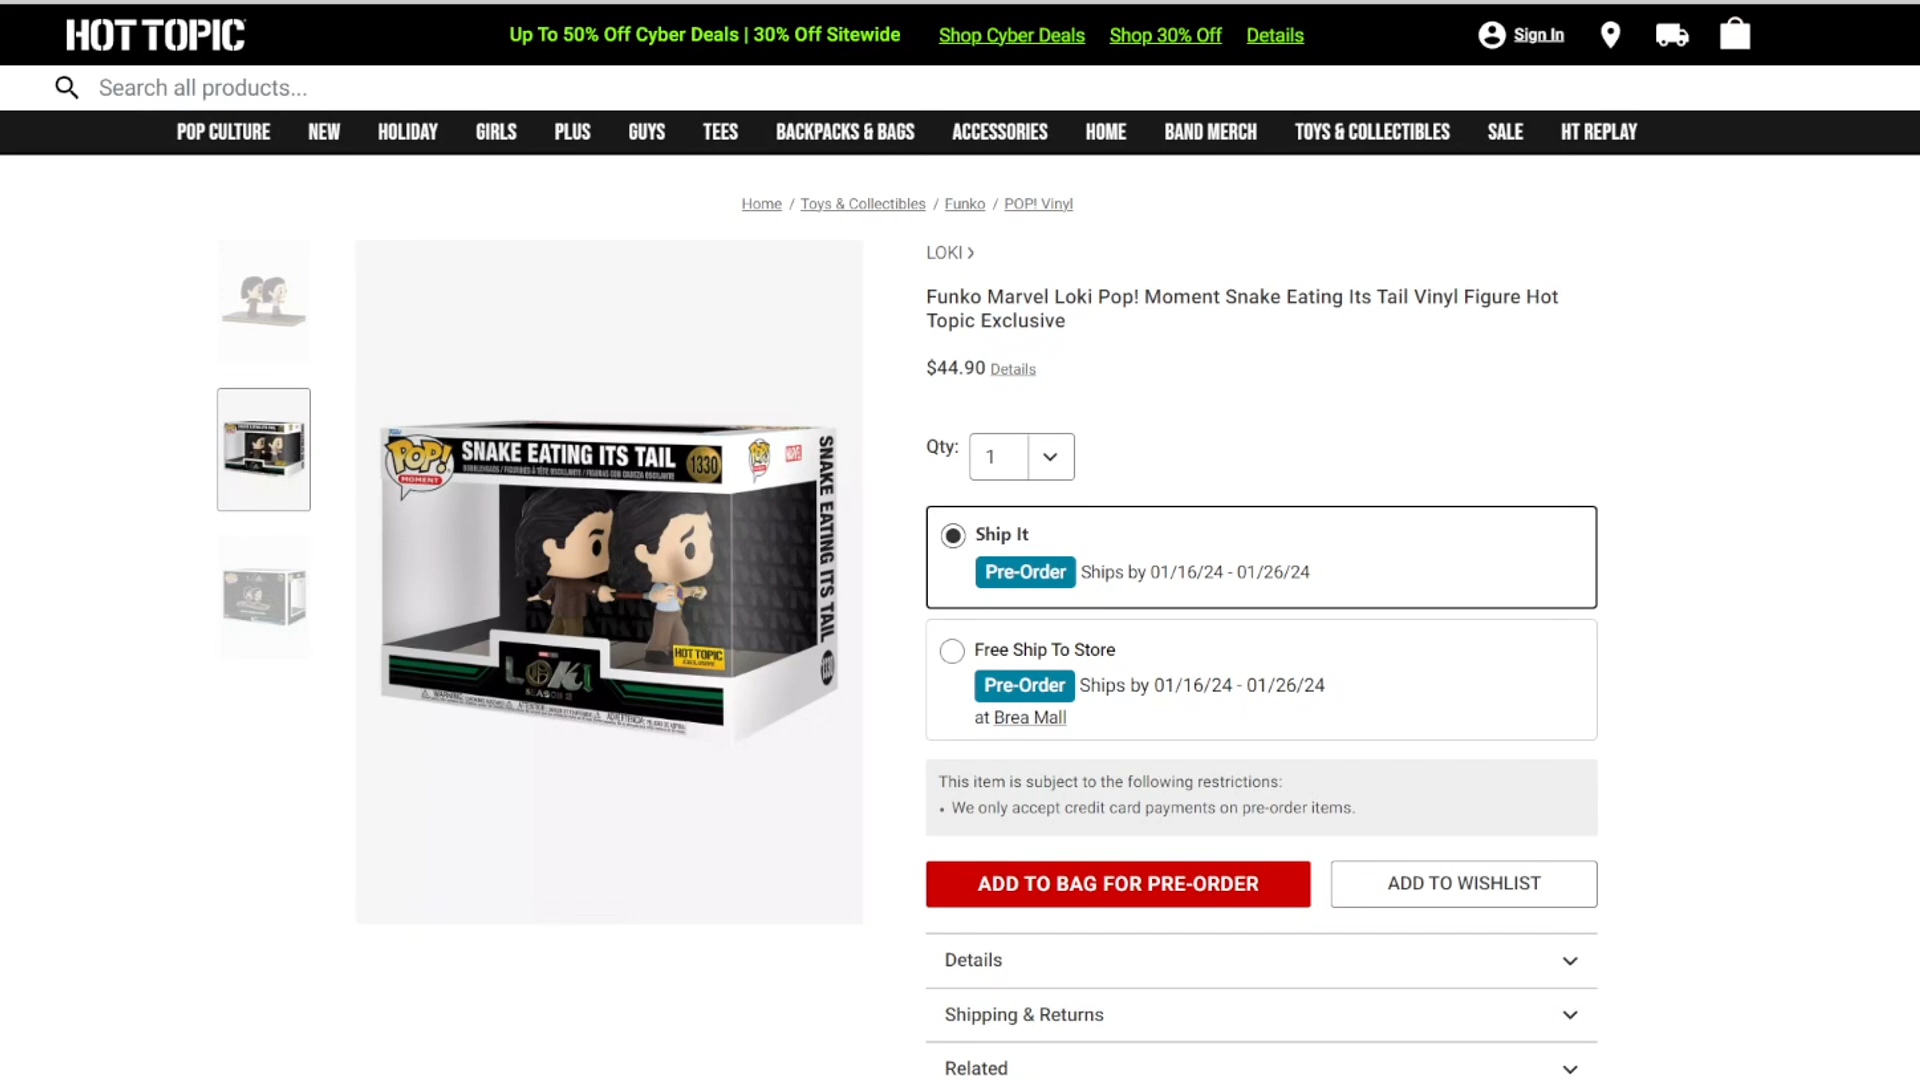 HOT TOPIC
Up To 50% Off Cyber Deals | 30% Off Sitewide Shop Cyber Deals Shop 30% Off Details
Sign In
Search all products...
POP CULTURE NEW HOLIDAY GIRLS PLUS GUYS TEES BACKPACKS & BAGS ACCESSORIES HOME BAND MERCH TOYS & COLLECTIBLES SALE HT REPLAY
Home / Toys & Collectibles / Funko / POP! Vinyl
POP!
MOMENT
SNAKE EATING ITS TAIL
1330
MARVEL
SNAKE EATING ITS TAIL
1330
HOT TOPIC
EXCLUSIVE
LOKI
SEASON 2
LOKI >
Funko Marvel Loki Pop! Moment Snake Eating Its Tail Vinyl Figure Hot
Topic Exclusive
$44.90 Details
Qty: 1
Ship It
Pre-Order Ships by 01/16/24 - 01/26/24
Free Ship To Store
Pre-Order Ships by 01/16/24 - 01/26/24
at Brea Mall
This item is subject to the following restrictions:
• We only accept credit card payments on pre-order items.
ADD TO BAG FOR PRE-ORDER ADD TO WISHLIST
Details
Shipping & Returns
Related